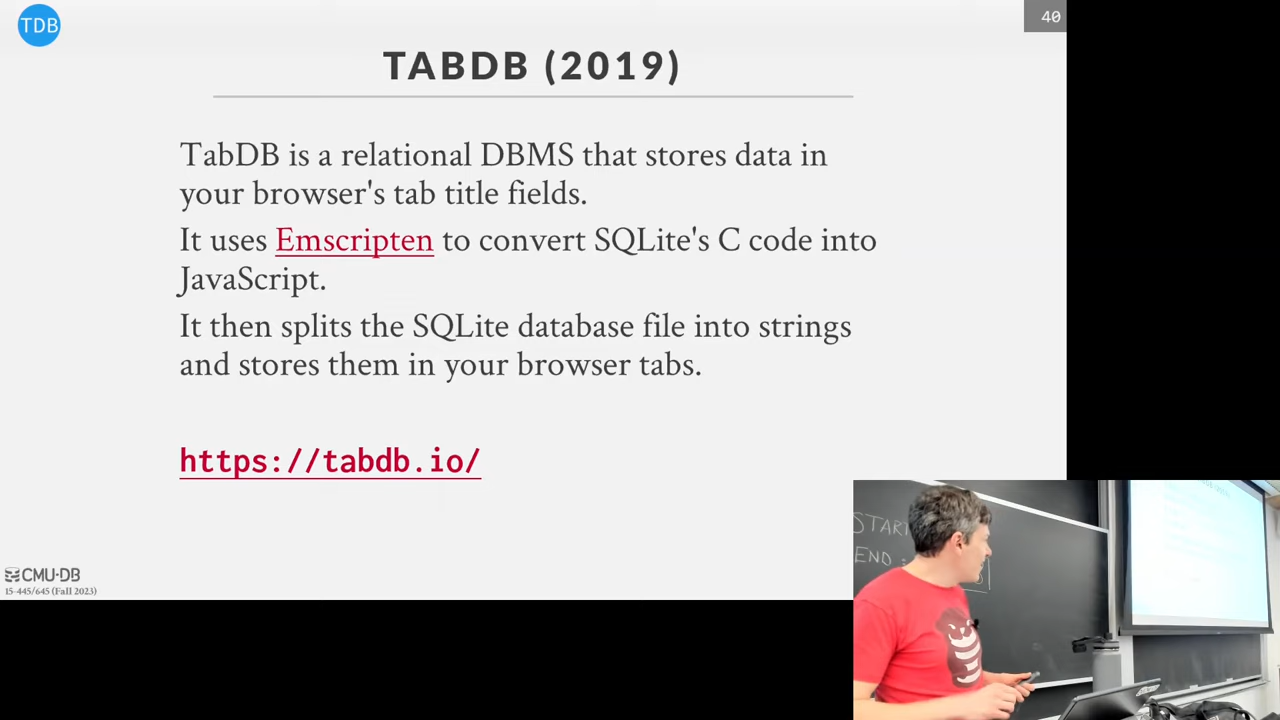 TDB
40
TABDB (2019)
TabDB is a relational DBMS that stores data in
your browser's tab title fields.
It uses Emscripten to convert SQLite's C code into
JavaScript.
It then splits the SQLite database file into strings
and stores them in your browser tabs.
https://tabdb.io/
CMU·DB
15-445/645 (Fall 2023)
START
END :